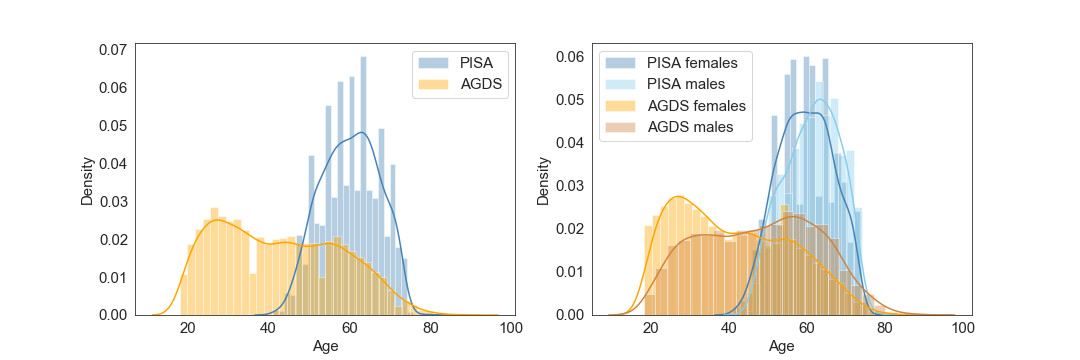 0.07
0.06
0.05
0.04
0.03
0.02
0.01
0.00
Density
20
40
60
80
100
Age
PISA
AGDS
0.06
0.05
0.04
0.03
0.02
0.01
0.00
Density
20
40
60
80
100
Age
PISA females
PISA males
AGDS females
AGDS males